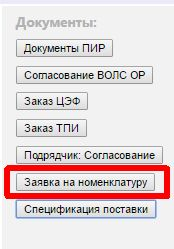 Документы:
Документы ПИР
Согласование ВОЛС ОР
Заказ ЦЭФ
Заказ ТПИ
Подрядчик: Согласование
Заявка на номенклатуру
Спецификация поставки